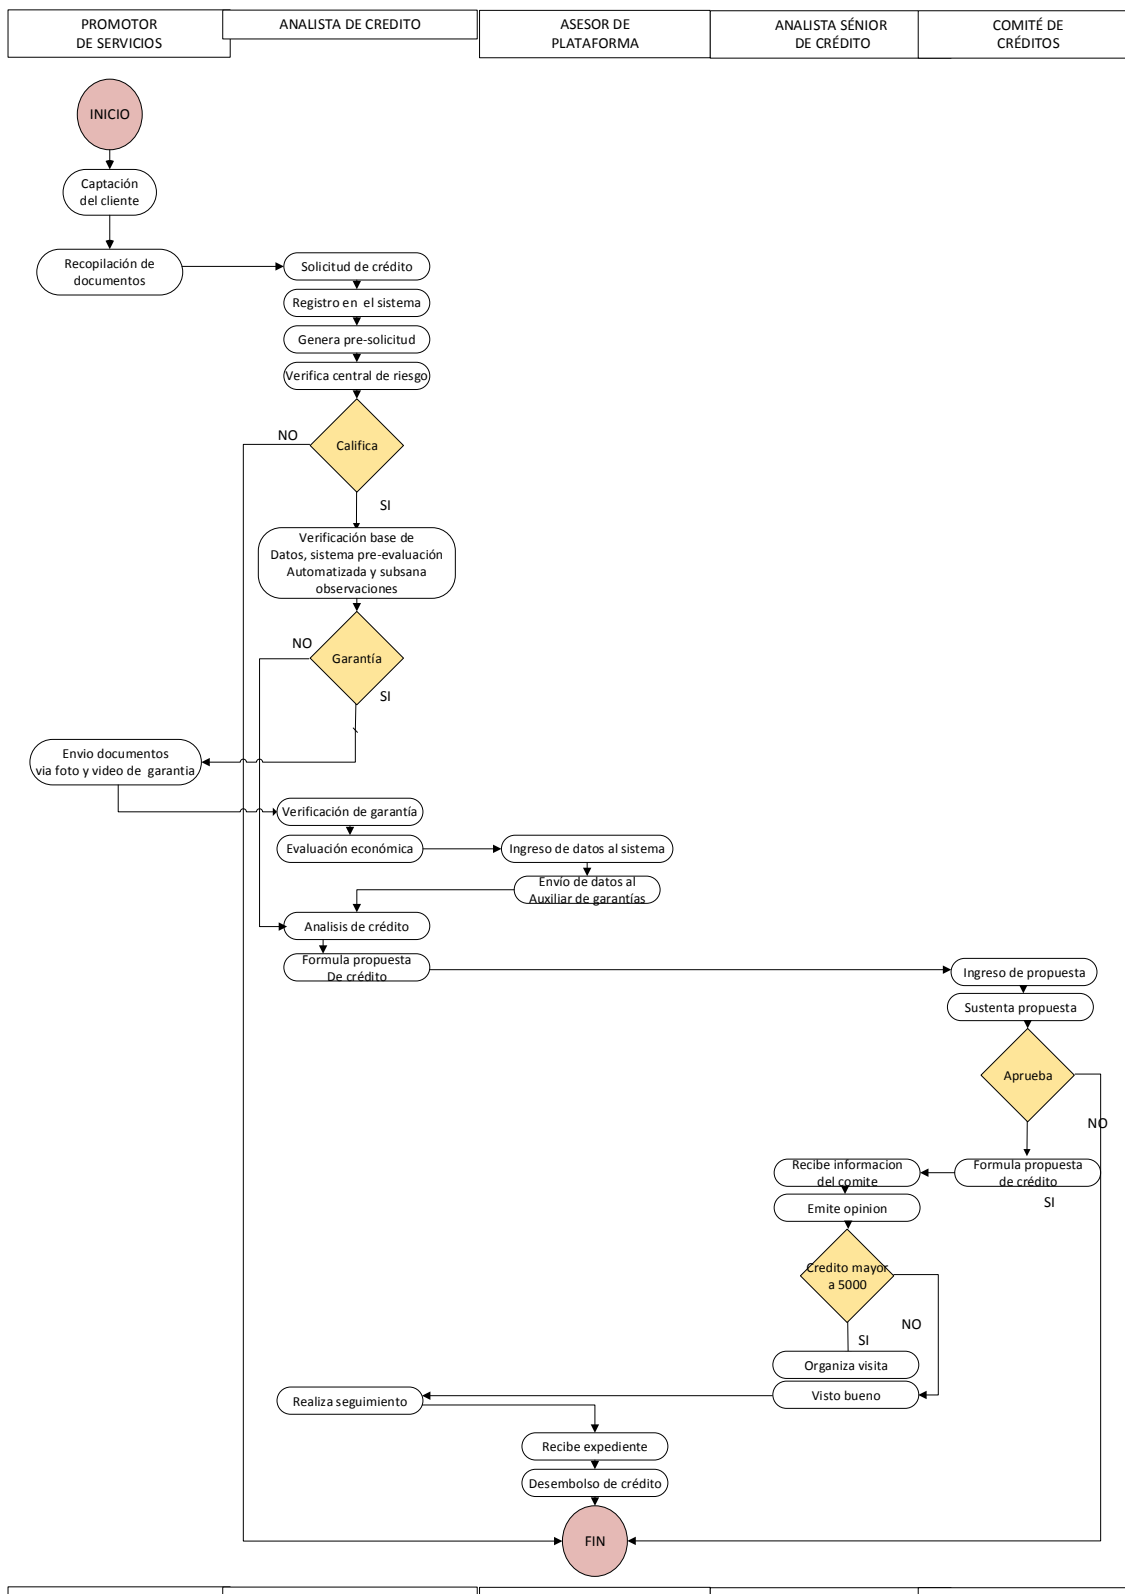 PROMOTOR
DE SERVICIOS
ANALISTA DE CREDITO
ASESOR DE
PLATAFORMA
ANALISTA SÉNIOR
DE CRÉDITO
COMITÉ DE
CRÉDITOS
INICIO
Captación
del cliente
Recopilación de
documentos
Solicitud de crédito
Registro en el sistema
Genera pre-solicitud
Verifica central de riesgo
NO
Califica
SI
Verificación base de
Datos, sistema pre-evaluación
Automatizada y subsana
observaciones
NO
Garantía
SI
Envio documentos
via foto y video de garantia
Verificación de garantía
Evaluación económica
Ingreso de datos al sistema
Envío de datos al
Auxiliar de garantías
Analisis de crédito
Formula propuesta
De crédito
Ingreso de propuesta
Sustenta propuesta
Aprueba
NO
Formula propuesta
de crédito
SI
Recibe informacion
del comite
Emite opinion
Credito mayor
a 5000
NO
SI
Organiza visita
Visto bueno
Realiza seguimiento
Recibe expediente
Desembolso de crédito
FIN